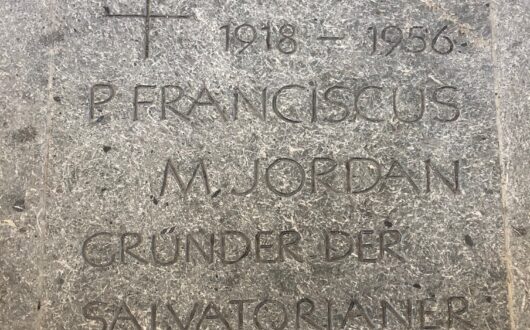 1918 – 1956
P. FRANCISCUS
M. JORDAN
GRÜNDER DER
SALVATORIANER